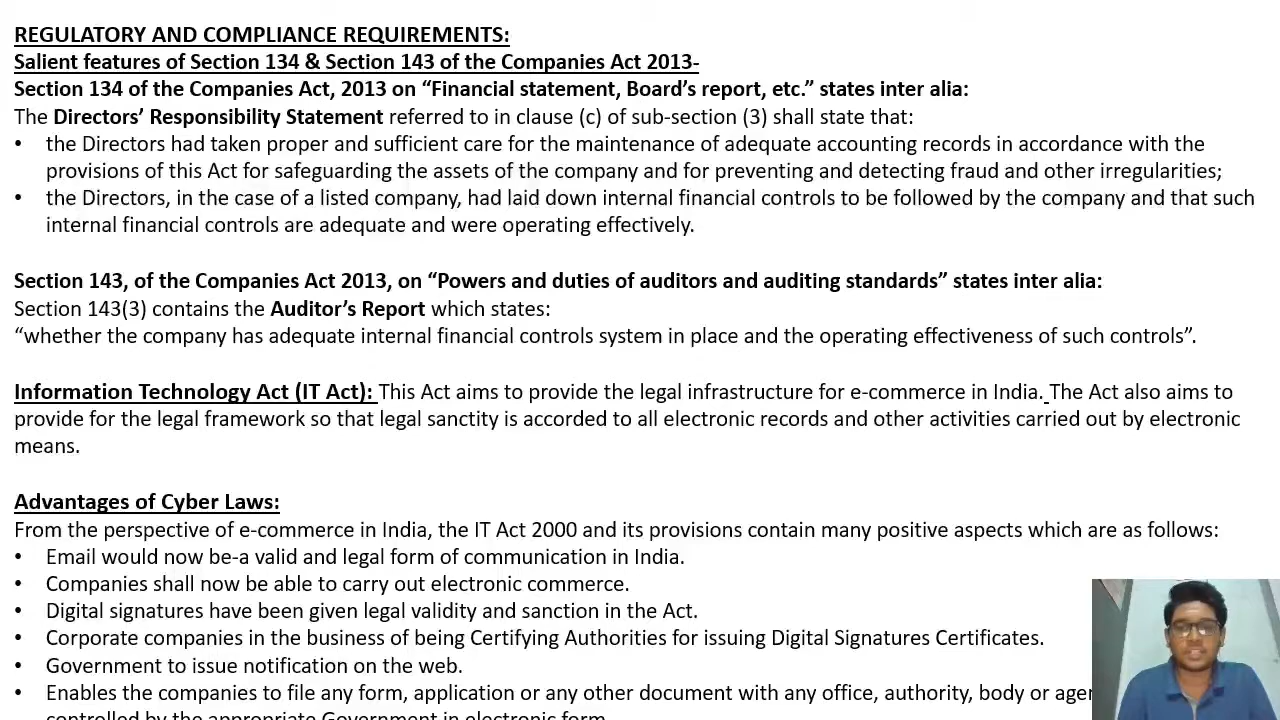 REGULATORY AND COMPLIANCE REQUIREMENTS:
Salient features of Section 134 & Section 143 of the Companies Act 2013-
Section 134 of the Companies Act, 2013 on “Financial statement, Board’s report, etc.” states inter alia:
The Directors’ Responsibility Statement referred to in clause (c) of sub-section (3) shall state that:
• the Directors had taken proper and sufficient care for the maintenance of adequate accounting records in accordance with the
provisions of this Act for safeguarding the assets of the company and for preventing and detecting fraud and other irregularities;
• the Directors, in the case of a listed company, had laid down internal financial controls to be followed by the company and that such
internal financial controls are adequate and were operating effectively.
Section 143, of the Companies Act 2013, on “Powers and duties of auditors and auditing standards” states inter alia:
Section 143(3) contains the Auditor’s Report which states:
“whether the company has adequate internal financial controls system in place and the operating effectiveness of such controls”.
Information Technology Act (IT Act): This Act aims to provide the legal infrastructure for e-commerce in India. The Act also aims to
provide for the legal framework so that legal sanctity is accorded to all electronic records and other activities carried out by electronic
means.
Advantages of Cyber Laws:
From the perspective of e-commerce in India, the IT Act 2000 and its provisions contain many positive aspects which are as follows:
• Email would now be-a valid and legal form of communication in India.
• Companies shall now be able to carry out electronic commerce.
• Digital signatures have been given legal validity and sanction in the Act.
• Corporate companies in the business of being Certifying Authorities for issuing Digital Signatures Certificates.
• Government to issue notification on the web.
• Enables the companies to file any form, application or any other document with any office, authority, body or
controlled by the appropriate Government in electronic form